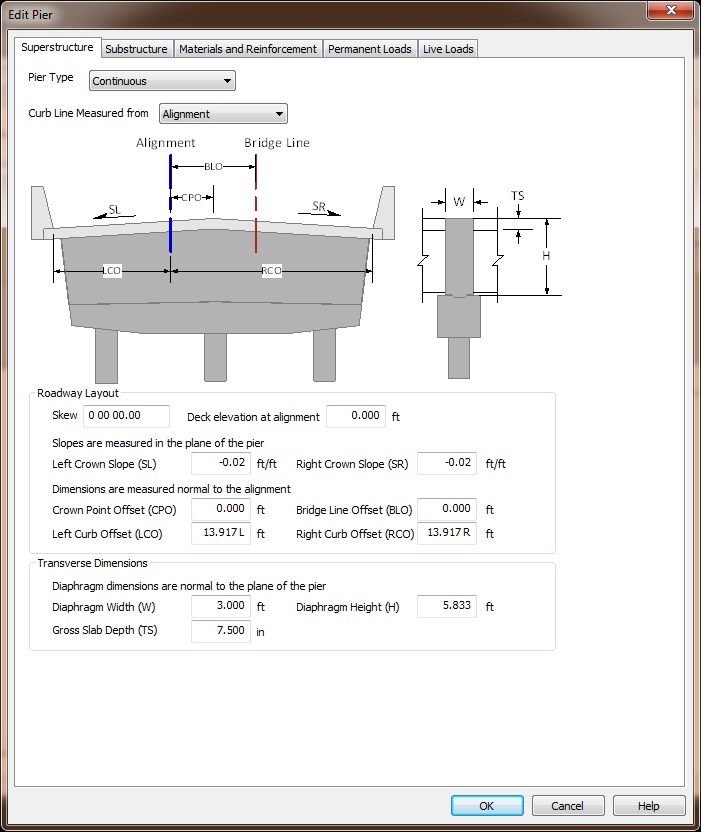 Edit Pier
Superstructure Substructure Materials and Reinforcement Permanent Loads Live Loads
Pier Type Continuous
Curb Line Measured from Alignment
Alignment Bridge Line
BLO
CPO
SL SR
LCO RCO
W TS
H
Roadway Layout
Skew 0 00 00.00 Deck elevation at alignment 0.000 ft
Slopes are measured in the plane of the pier
Left Crown Slope (SL) -0.02 ft/ft Right Crown Slope (SR) -0.02 ft/ft
Dimensions are measured normal to the alignment
Crown Point Offset (CPO) 0.000 ft Bridge Line Offset (BLO) 0.000 ft
Left Curb Offset (LCO) 13.917 L ft Right Curb Offset (RCO) 13.917 R ft
Transverse Dimensions
Diaphragm dimensions are normal to the plane of the pier
Diaphragm Width (W) 3.000 ft Diaphragm Height (H) 5.833 ft
Gross Slab Depth (TS) 7.500 in
OK Cancel Help